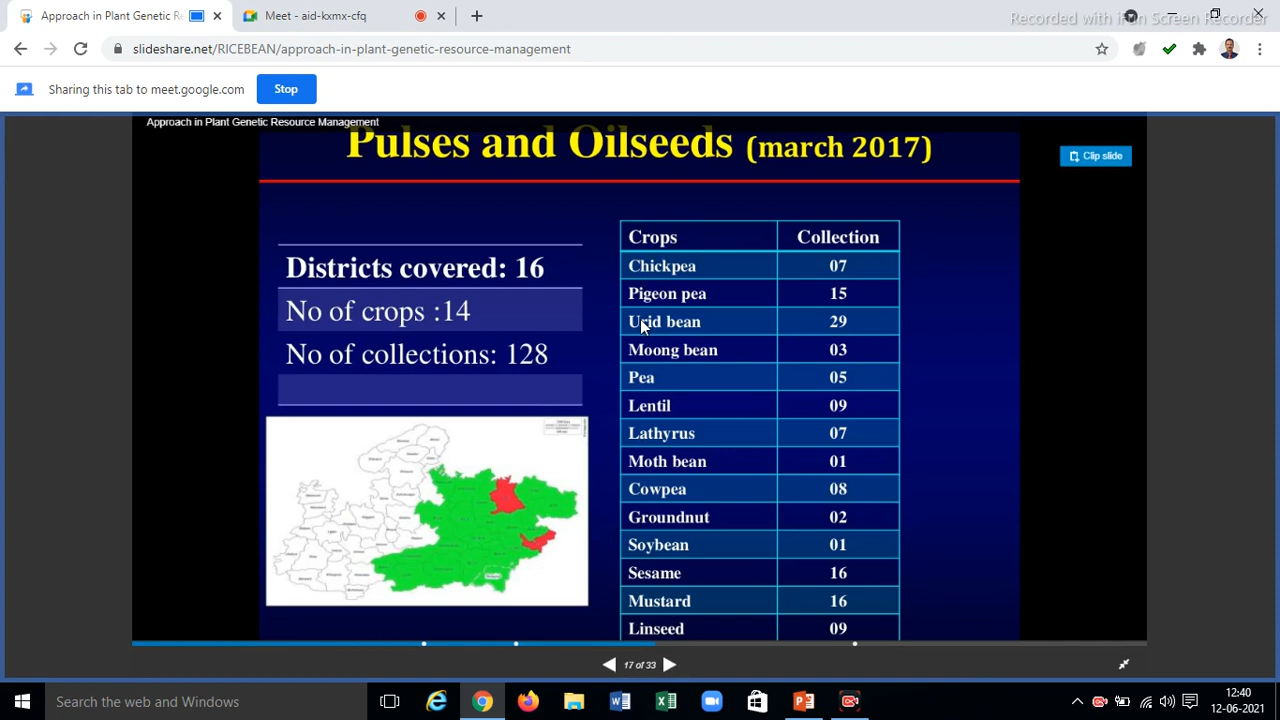 Approach in Plant Genetic Re
Meet - aid-kxmx-cfq
Recorded with iFun Screen Recorder
slideshare.net/RICEBEAN/approach-in-plant-genetic-resource-management
Sharing this tab to meet.google.com
Stop
Approach in Plant Genetic Resource Management
Pulses and Oilseeds (march 2017)
Clip slide
Districts covered: 16
No of crops :14
No of collections: 128
Crops Collection
Chickpea 07
Pigeon pea 15
Urid bean 29
Moong bean 03
Pea 05
Lentil 09
Lathyrus 07
Moth bean 01
Cowpea 08
Groundnut 02
Soybean 01
Sesame 16
Mustard 16
Linseed 09
17 of 33
Search the web and Windows
12:40
12-06-2021